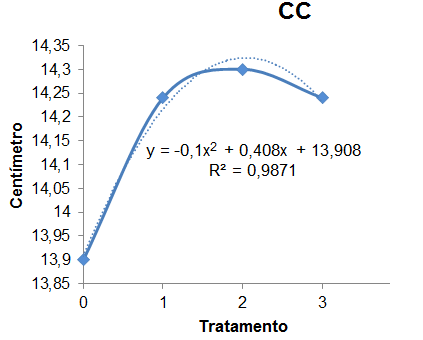 CC
14,35
14,3
14,25
14,2
14,15
14,1
14,05
14
13,95
13,9
13,85
Centímetro
y = -0,1x² + 0,408x + 13,908
R² = 0,9871
0 1 2 3
Tratamento